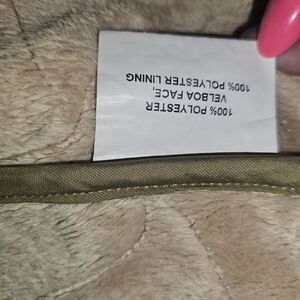 100% POLYESTER
VELBOA FACE,
100% POLYESTER LINING